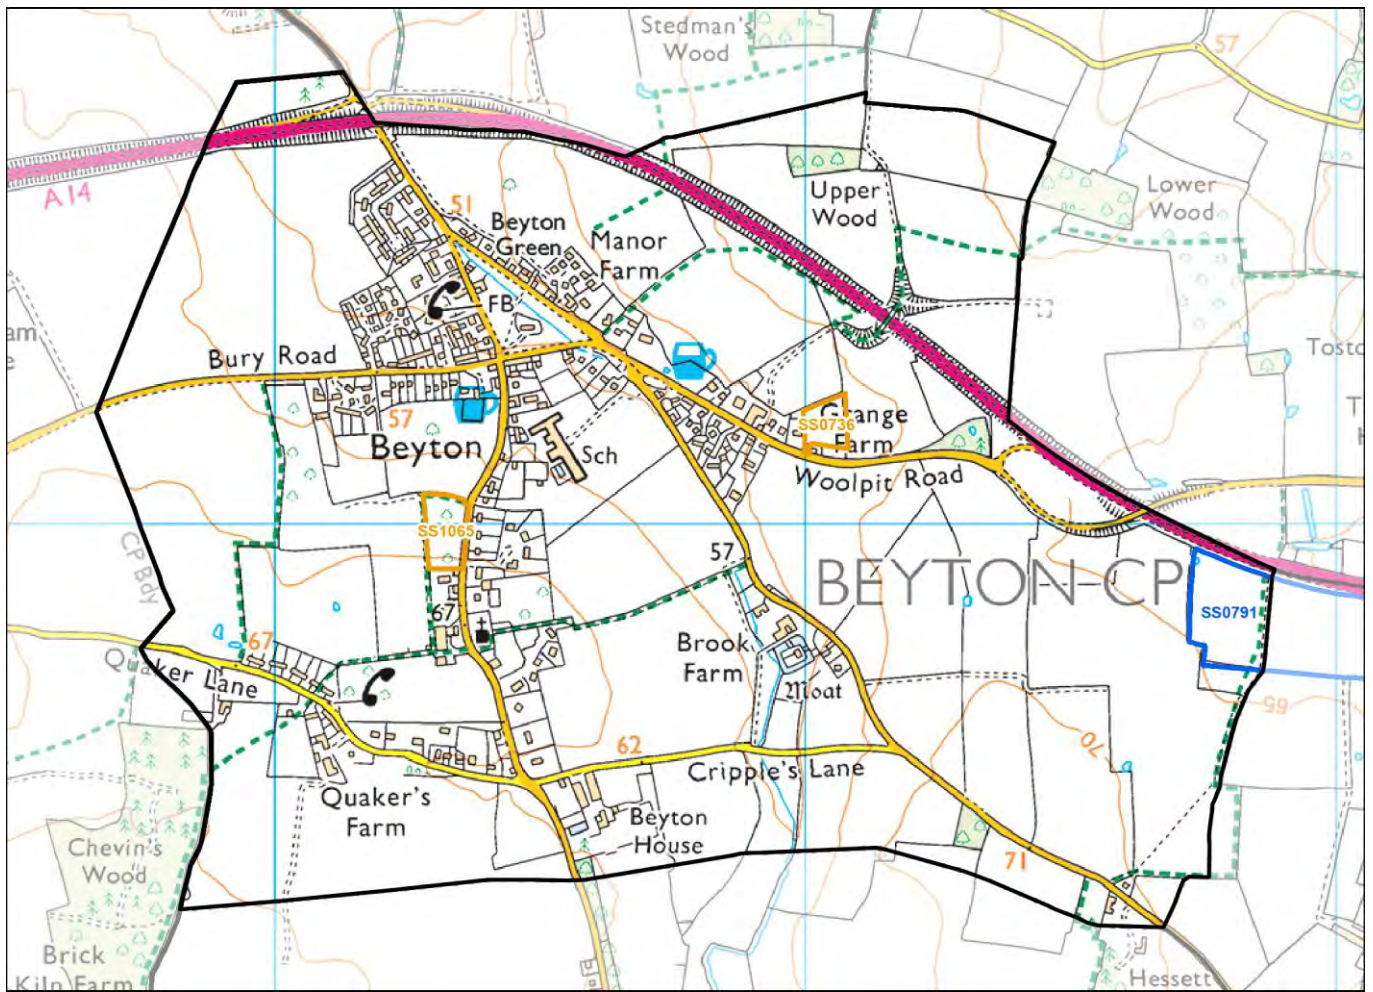 Stedman's
Wood
57
A14
51
Beyton
Green
Manor
Farm
Upper
Wood
Lower
Wood
FB
Bury Road
57
Beyton
Sch
SS0736
Grange
Farm
Woolpit Road
SS1065
57
BEYTON CP
CP Bdy
SS0791
67
67
Quaker Lane
Brook
Farm
Moat
65
70
62
Cripple's Lane
Quaker's
Farm
Beyton
House
Chevin's
Wood
71
Brick
Kiln Farm
Hessett